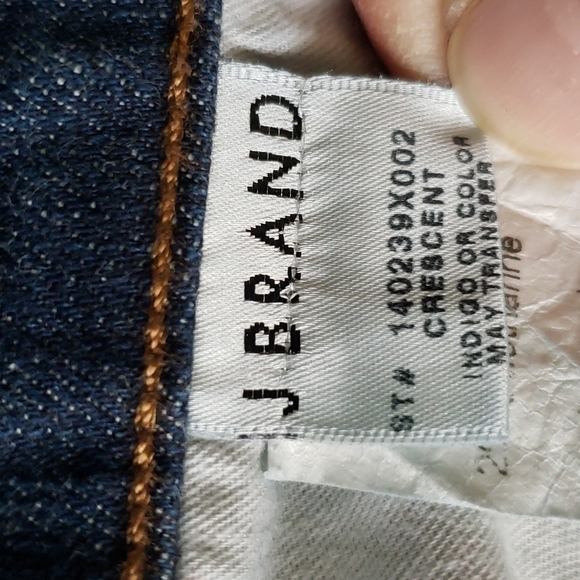 J BRAND
ST# 140239X002
CRESCENT
INDIGO OR COLOR
MAY TRANSFER